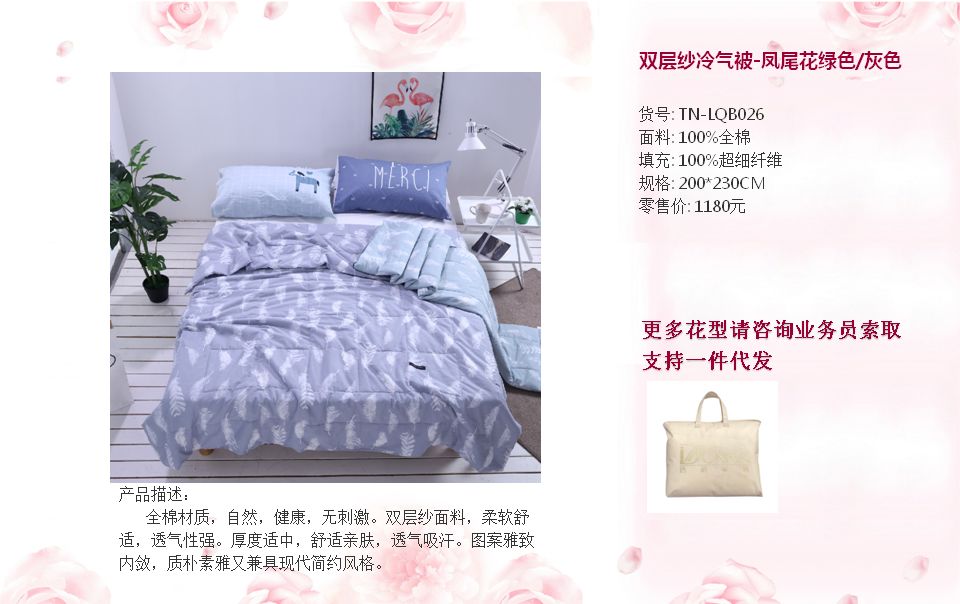 双层纱冷气被-凤尾花绿色/灰色
货号: TN-LQB026
面料: 100%全棉
填充: 100%超细纤维
规格: 200*230CM
零售价: 1180元
MERCI
更多花型请咨询业务员索取
支持一件代发
产品描述：
全棉材质，自然，健康，无刺激。双层纱面料，柔软舒
适，透气性强。厚度适中，舒适亲肤，透气吸汗。图案雅致
内敛，质朴素雅又兼具现代简约风格。